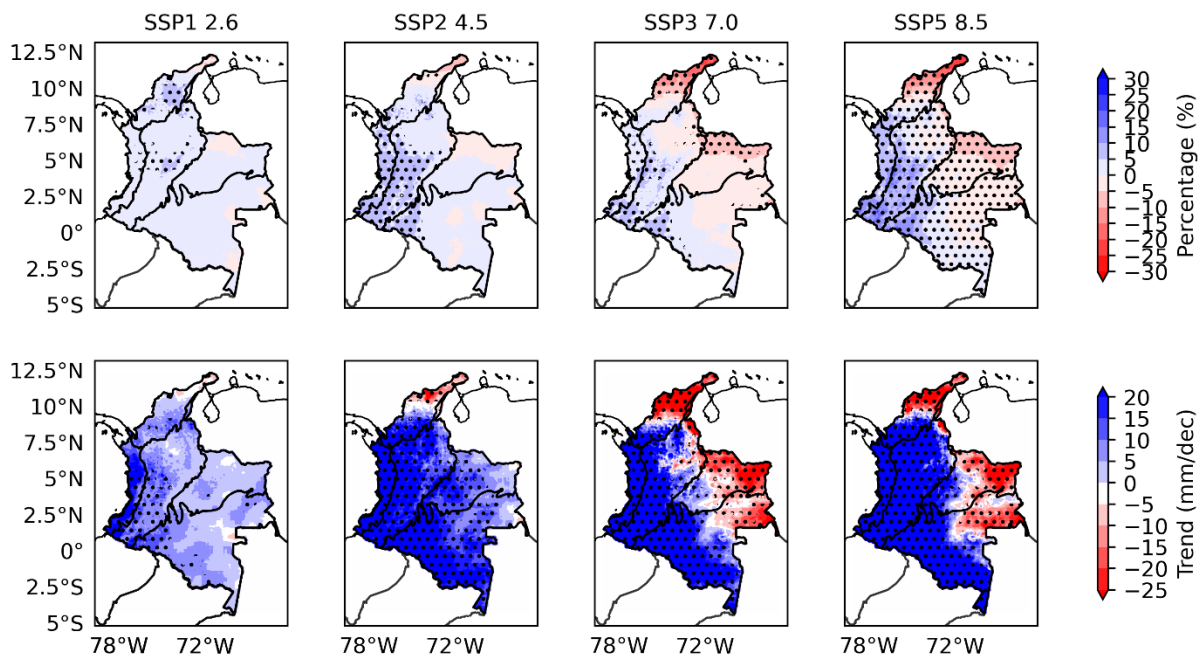 SSP1 2.6 SSP2 4.5 SSP3 7.0 SSP5 8.5
12.5°N
10°N
7.5°N
5°N
2.5°N
0°
2.5°S
5°S
30
25
20
15
10
5
0
−5
−10
−15
−20
−25
−30
Percentage (%)
12.5°N
10°N
7.5°N
5°N
2.5°N
0°
2.5°S
5°S
78°W 72°W 78°W 72°W 78°W 72°W 78°W 72°W
20
15
10
5
0
−5
−10
−15
−20
−25
Trend (mm/dec)